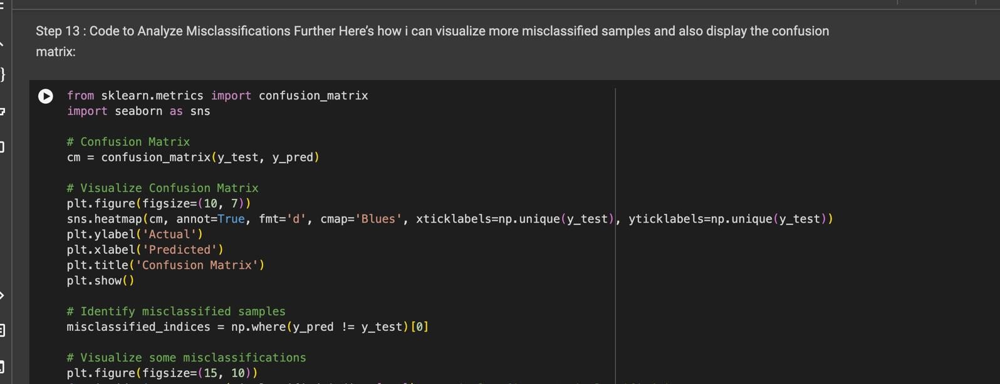 Step 13 : Code to Analyze Misclassifications Further Here’s how i can visualize more misclassified samples and also display the confusion
matrix:
from sklearn.metrics import confusion_matrix
import seaborn as sns
# Confusion Matrix
cm = confusion_matrix(y_test, y_pred)
# Visualize Confusion Matrix
plt.figure(figsize=(10, 7))
sns.heatmap(cm, annot=True, fmt='d', cmap='Blues', xticklabels=np.unique(y_test), yticklabels=np.unique(y_test))
plt.ylabel('Actual')
plt.xlabel('Predicted')
plt.title('Confusion Matrix')
plt.show()
# Identify misclassified samples
misclassified_indices = np.where(y_pred != y_test)[0]
# Visualize some misclassifications
plt.figure(figsize=(15, 10))